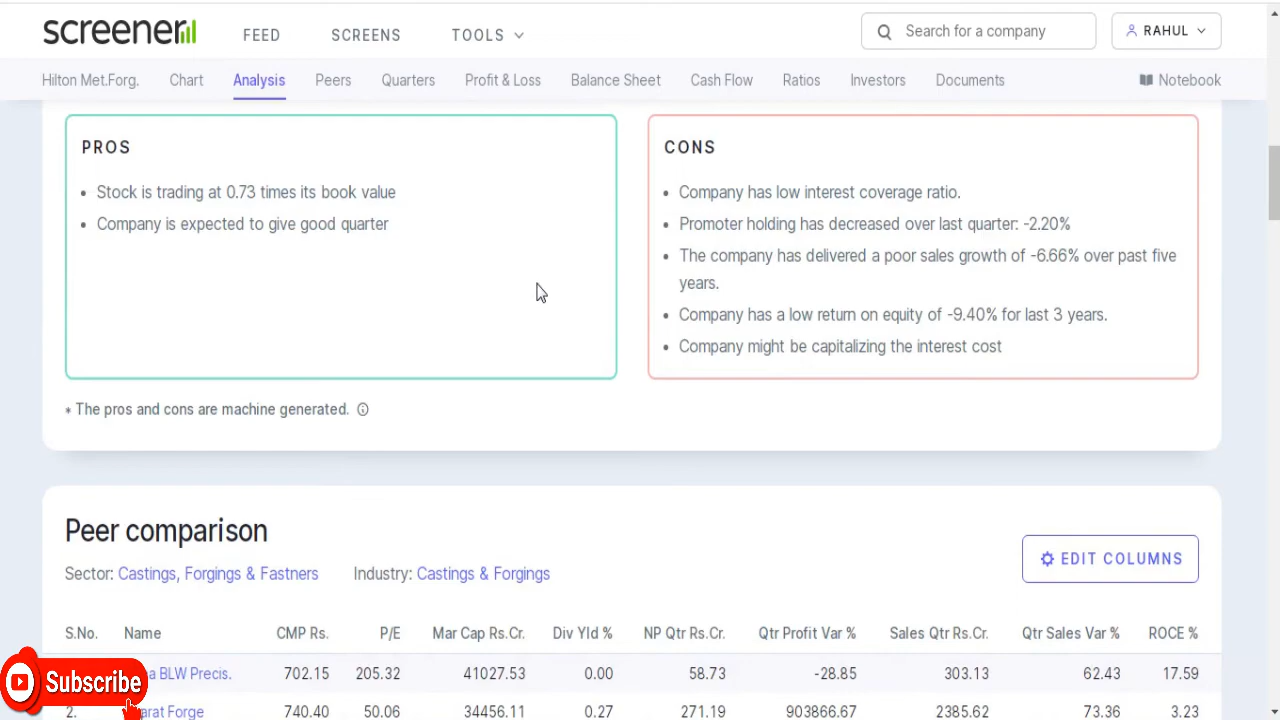 screener
FEED
SCREENS
TOOLS
Search for a company
RAHUL
Hilton Met.Forg.
Chart
Analysis
Peers
Quarters
Profit & Loss
Balance Sheet
Cash Flow
Ratios
Investors
Documents
Notebook
PROS
Stock is trading at 0.73 times its book value
Company is expected to give good quarter
CONS
Company has low interest coverage ratio.
Promoter holding has decreased over last quarter: -2.20%
The company has delivered a poor sales growth of -6.66% over past five
years.
Company has a low return on equity of -9.40% for last 3 years.
Company might be capitalizing the interest cost
* The pros and cons are machine generated.
Peer comparison
Sector: Castings, Forgings & Fastners Industry: Castings & Forgings
EDIT COLUMNS
S.No. Name CMP Rs. P/E Mar Cap Rs.Cr. Div Yld % NP Qtr Rs.Cr. Qtr Profit Var % Sales Qtr Rs.Cr. Qtr Sales Var % ROCE %
BLW Precis. 702.15 205.32 41027.53 0.00 58.73 -28.85 303.13 62.43 17.59
2. Forge 740.40 50.06 34456.11 0.27 271.19 903866.67 2385.62 73.36 3.23
Subscribe